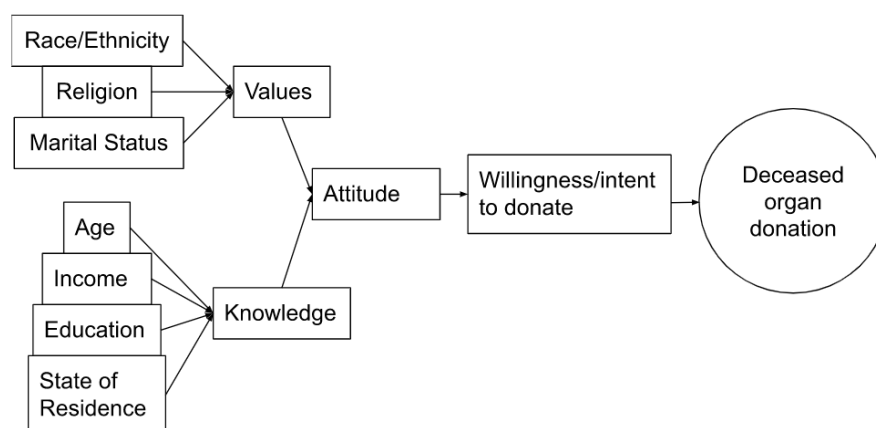 Race/Ethnicity
Religion
Marital Status
Values
Age
Income
Education
State of
Residence
Knowledge
Attitude
Willingness/intent
to donate
Deceased
organ
donation